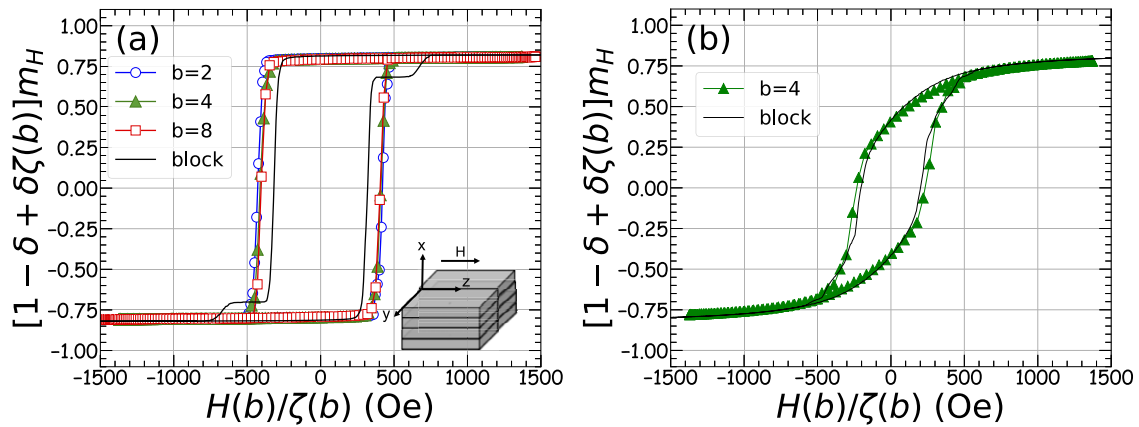 (a)
b=2
b=4
b=8
block
[1 − δ + δζ(b)]m_H
1.00
0.75
0.50
0.25
0.00
−0.25
−0.50
−0.75
−1.00
x
H
z
y
−1500 −1000 −500 0 500 1000 1500
H(b)/ζ(b) (Oe)
(b)
b=4
block
[1 − δ + δζ(b)]m_H
1.00
0.75
0.50
0.25
0.00
−0.25
−0.50
−0.75
−1.00
−1500 −1000 −500 0 500 1000 1500
H(b)/ζ(b) (Oe)